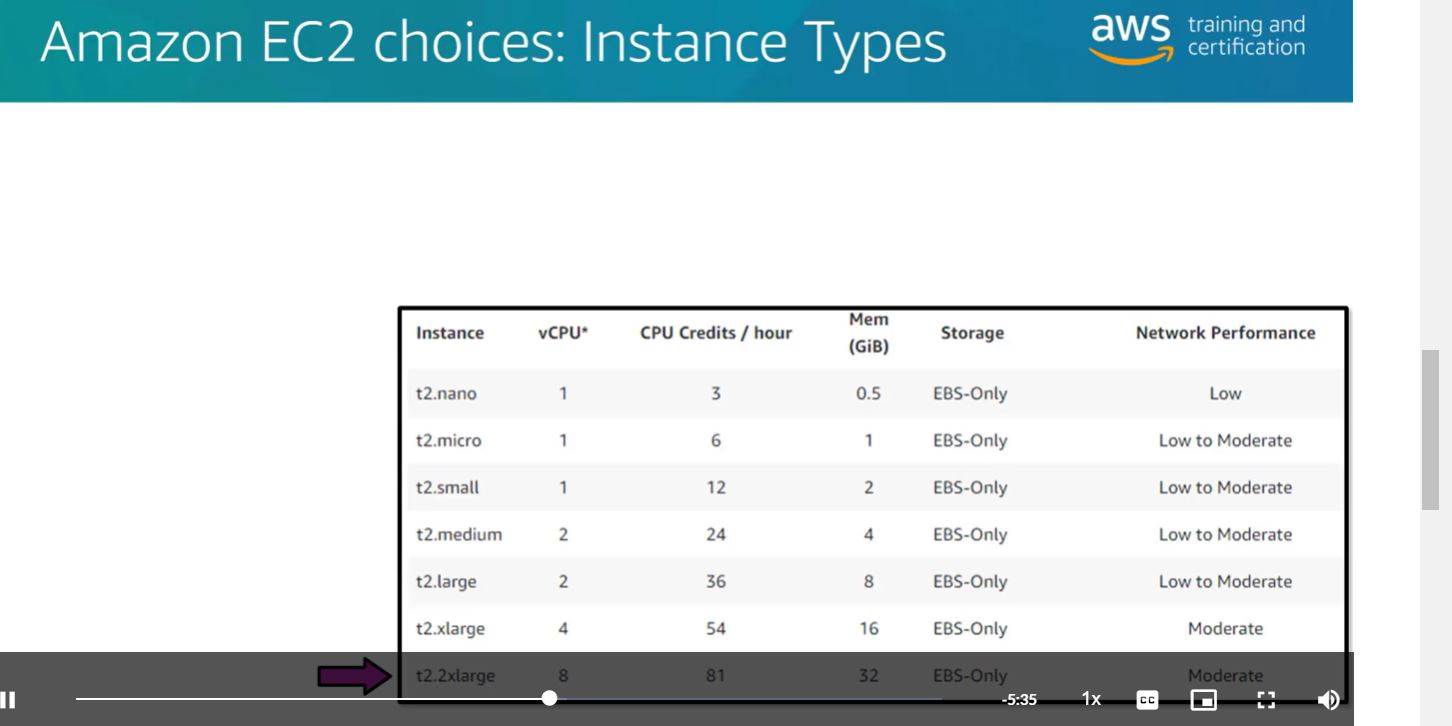 Amazon EC2 choices: Instance Types
aws training and
certification
Instance vCPU* CPU Credits / hour Mem (GiB) Storage Network Performance
t2.nano 1 3 0.5 EBS-Only Low
t2.micro 1 6 1 EBS-Only Low to Moderate
t2.small 1 12 2 EBS-Only Low to Moderate
t2.medium 2 24 4 EBS-Only Low to Moderate
t2.large 2 36 8 EBS-Only Low to Moderate
t2.xlarge 4 54 16 EBS-Only Moderate
t2.2xlarge 8 81 32 EBS-Only Moderate
-5:35 1x CC